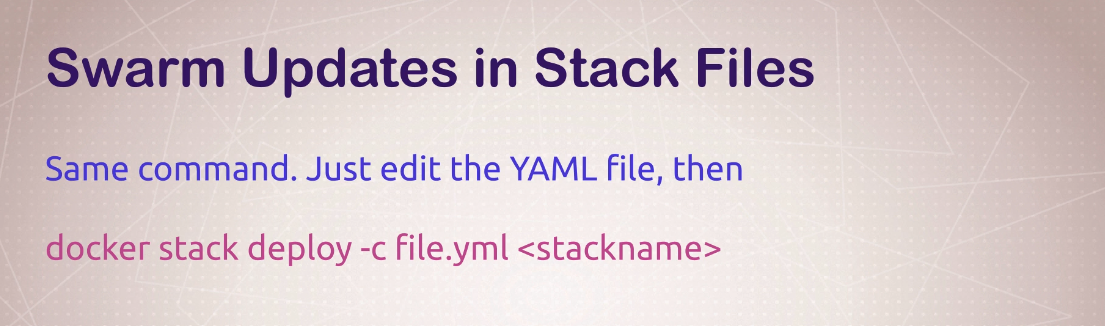 Swarm Updates in Stack Files
Same command. Just edit the YAML file, then
docker stack deploy -c file.yml <stackname>